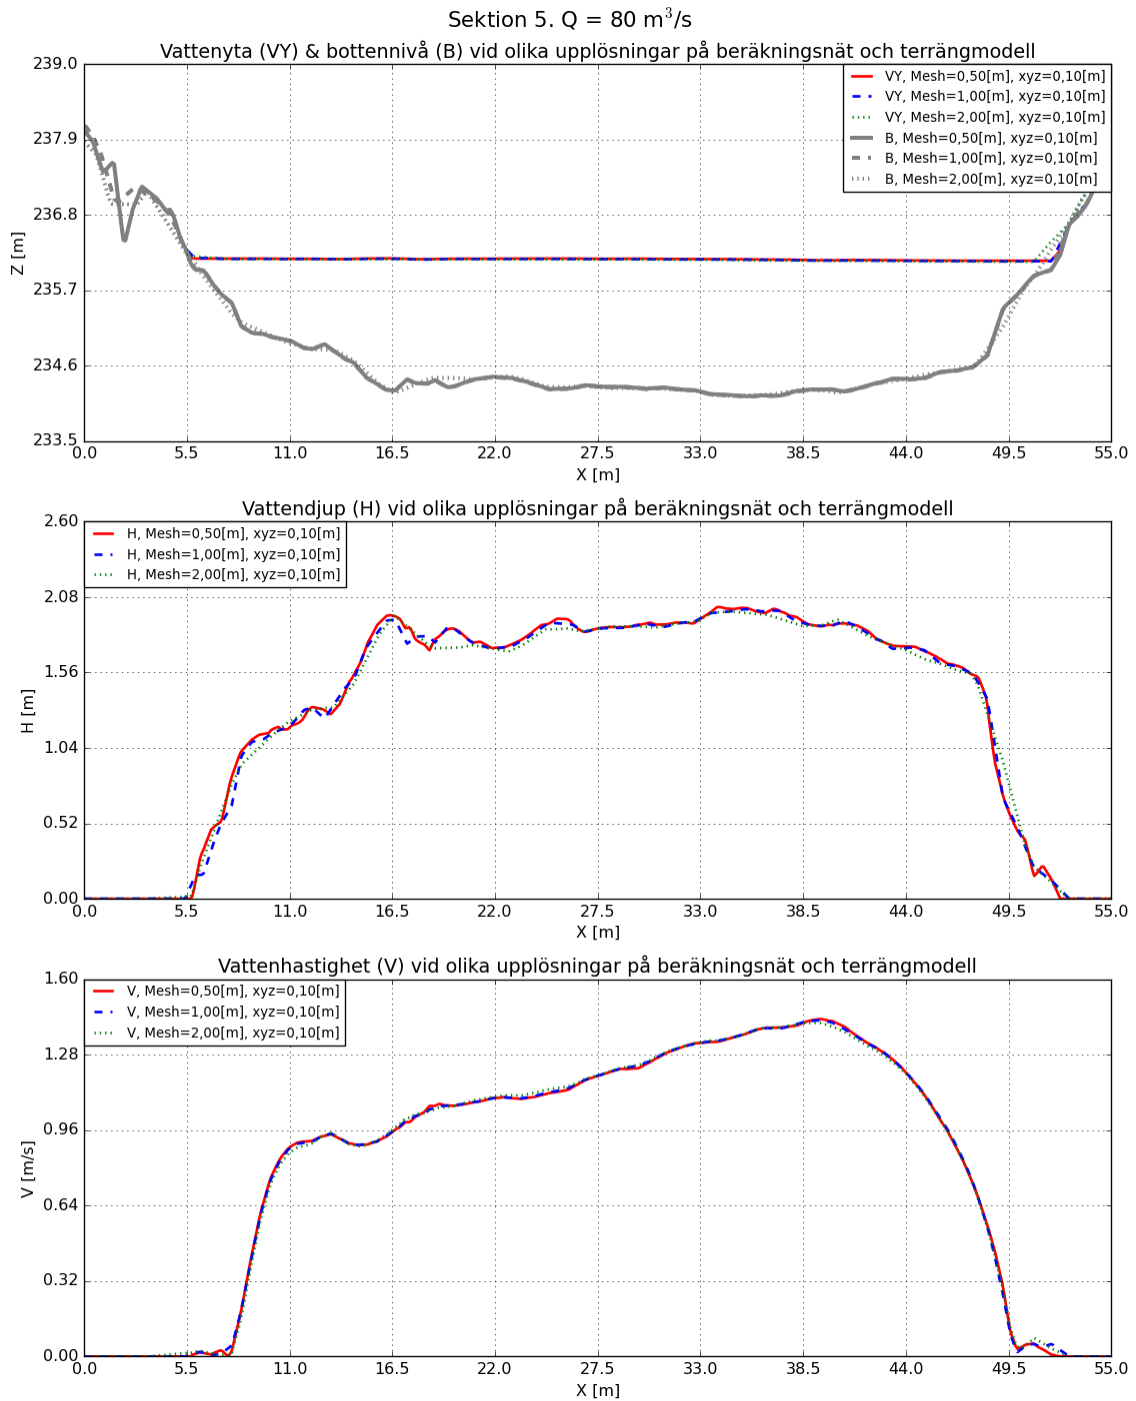 Sektion 5. Q = 80 m³/s
Vattenyta (VY) & bottennivå (B) vid olika upplösningar på beräkningsnät och terrängmodell
239.0
237.9
236.8
235.7
234.6
233.5
Z [m]
VY, Mesh=0,50[m], xyz=0,10[m]
VY, Mesh=1,00[m], xyz=0,10[m]
VY, Mesh=2,00[m], xyz=0,10[m]
B, Mesh=0,50[m], xyz=0,10[m]
B, Mesh=1,00[m], xyz=0,10[m]
B, Mesh=2,00[m], xyz=0,10[m]
0.0 5.5 11.0 16.5 22.0 27.5 33.0 38.5 44.0 49.5 55.0
X [m]
Vattendjup (H) vid olika upplösningar på beräkningsnät och terrängmodell
2.60
2.08
1.56
1.04
0.52
0.00
H [m]
H, Mesh=0,50[m], xyz=0,10[m]
H, Mesh=1,00[m], xyz=0,10[m]
H, Mesh=2,00[m], xyz=0,10[m]
0.0 5.5 11.0 16.5 22.0 27.5 33.0 38.5 44.0 49.5 55.0
X [m]
Vattenhastighet (V) vid olika upplösningar på beräkningsnät och terrängmodell
1.60
1.28
0.96
0.64
0.32
0.00
V [m/s]
V, Mesh=0,50[m], xyz=0,10[m]
V, Mesh=1,00[m], xyz=0,10[m]
V, Mesh=2,00[m], xyz=0,10[m]
0.0 5.5 11.0 16.5 22.0 27.5 33.0 38.5 44.0 49.5 55.0
X [m]